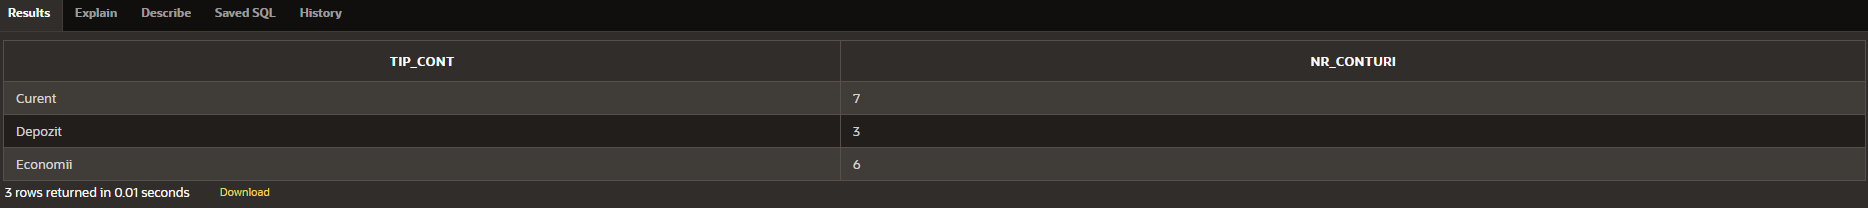 Results Explain Describe Saved SQL History
TIP_CONT NR_CONTURI
Curent 7
Depozit 3
Economii 6
3 rows returned in 0.01 seconds Download